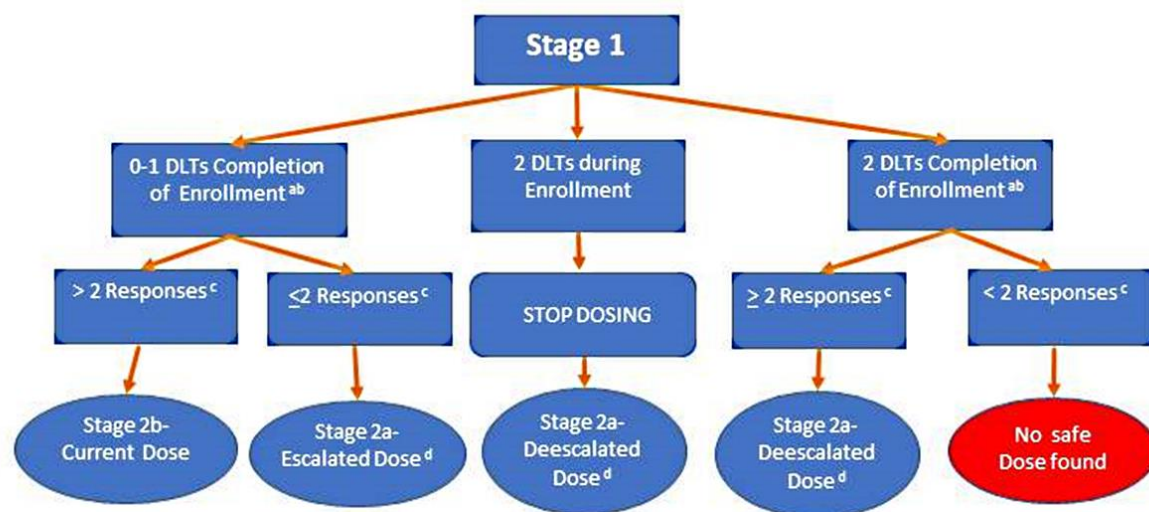 Stage 1
0-1 DLTs Completion
of Enrollment ab
2 DLTs during
Enrollment
2 DLTs Completion
of Enrollment ab
> 2 Responses c
≤2 Responses c
STOP DOSING
≥ 2 Responses c
< 2 Responses c
Stage 2b-
Current Dose
Stage 2a-
Escalated Dose d
Stage 2a-
Deescalated
Dose d
Stage 2a-
Deescalated
Dose d
No safe
Dose found